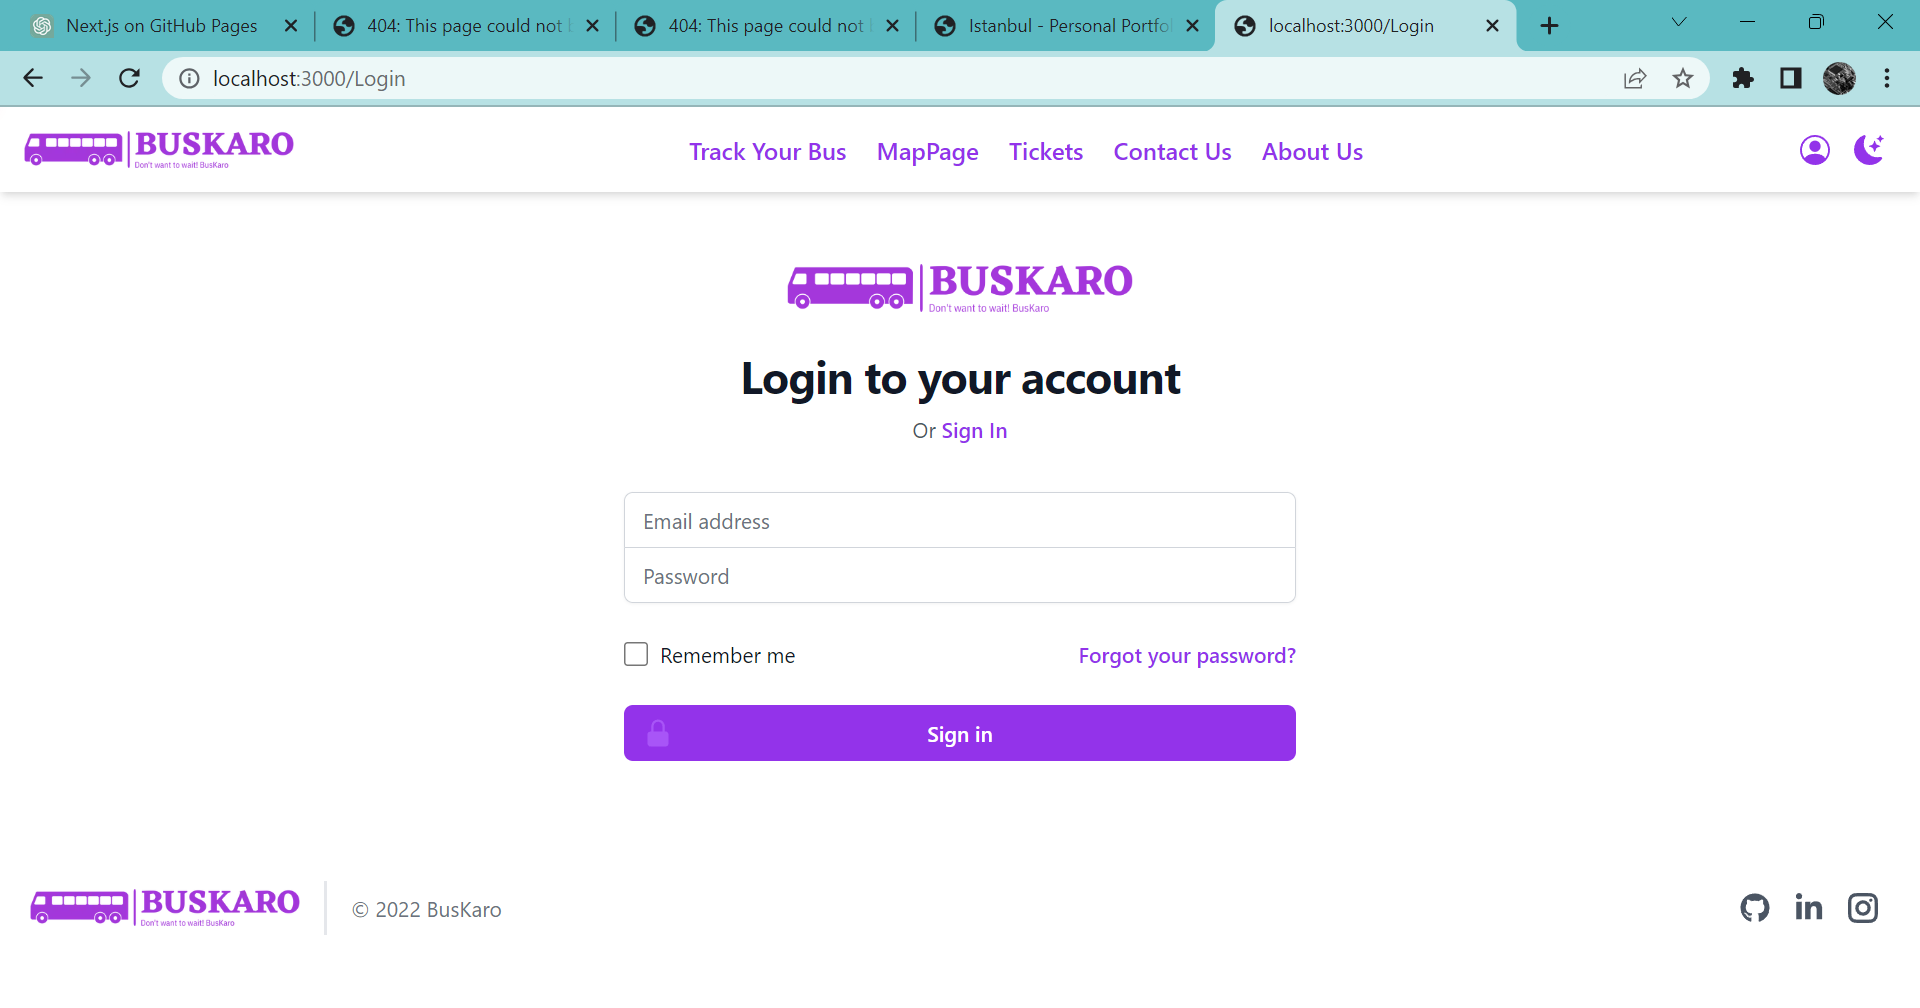 Next.js on GitHub Pages
404: This page could not
404: This page could not
Istanbul - Personal Portfol
localhost:3000/Login
localhost:3000/Login
BUSKARO
Don't want to wait! BusKaro
Track Your Bus MapPage Tickets Contact Us About Us
BUSKARO
Don't want to wait! BusKaro
Login to your account
Or Sign In
Email address
Password
Remember me Forgot your password?
Sign in
BUSKARO
Don't want to wait! BusKaro
© 2022 BusKaro
in